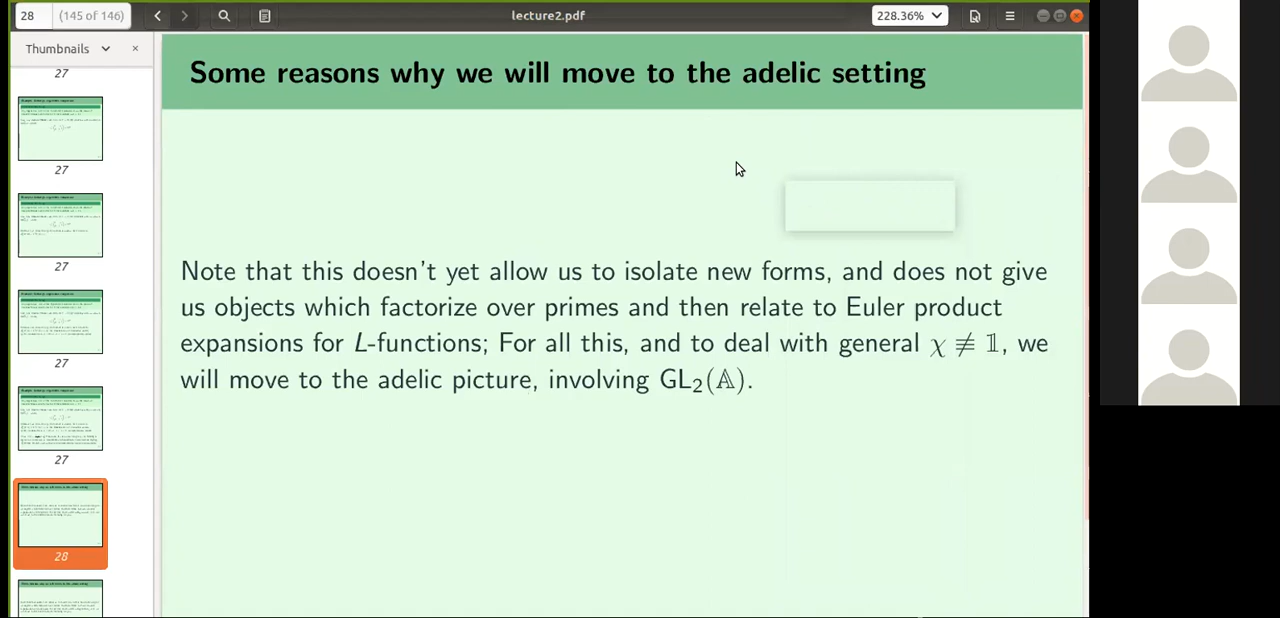 28 (145 of 146) lecture2.pdf 228.36%
Thumbnails
27
27
27
27
27
28
Some reasons why we will move to the adelic setting
Note that this doesn't yet allow us to isolate new forms, and does not give
us objects which factorize over primes and then relate to Euler product
expansions for L-functions; For all this, and to deal with general χ ≢ 𝟙, we
will move to the adelic picture, involving GL₂(𝔸).